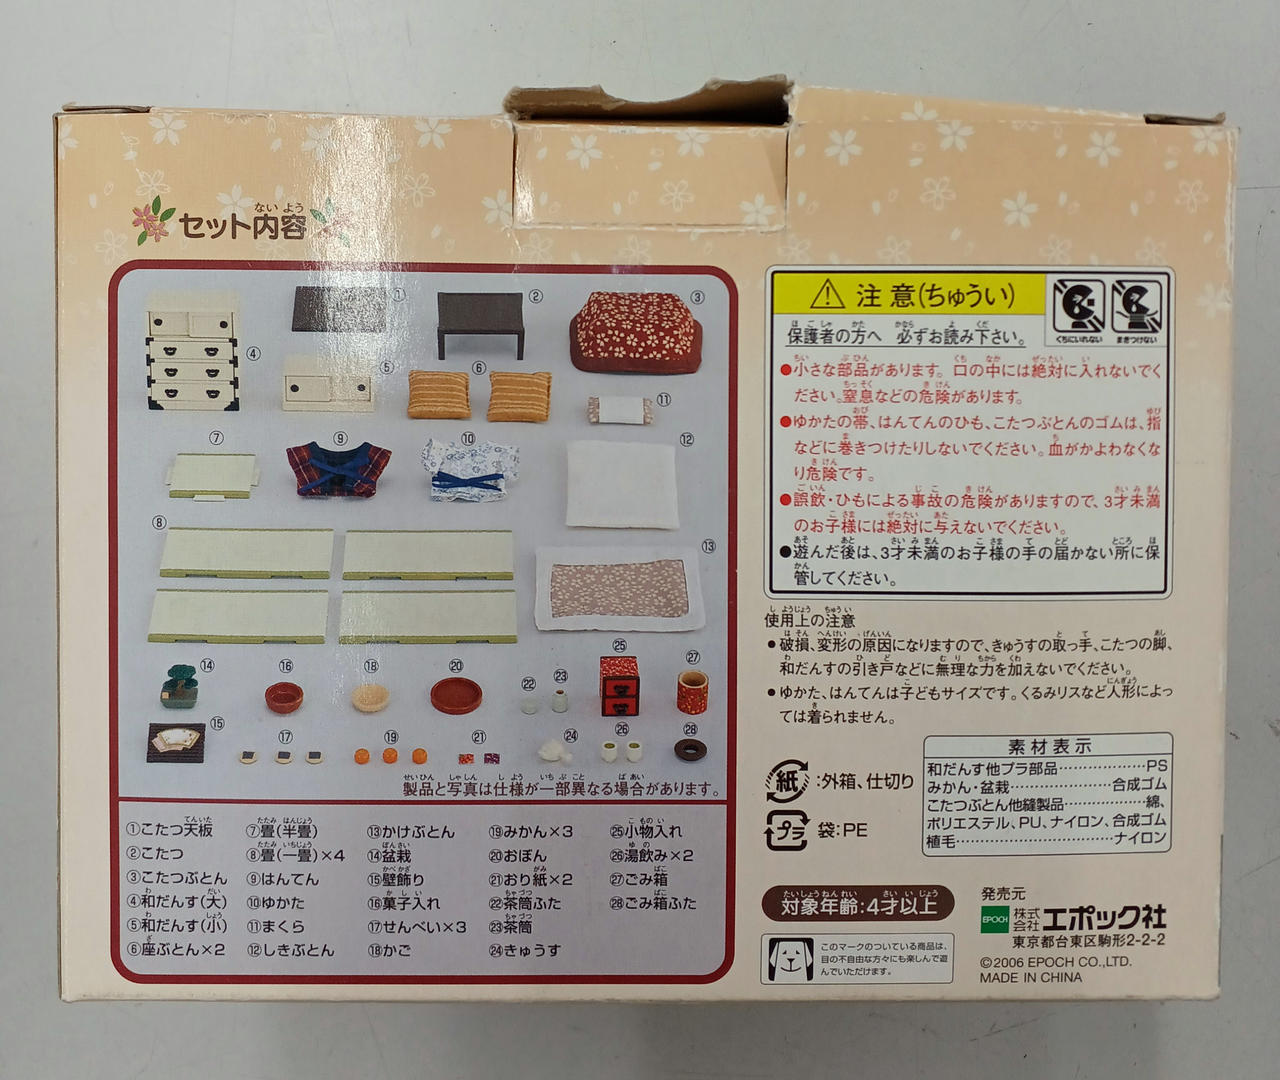 セット内容
ないよう
① ② ③
④ ⑤ ⑥ ⑪
⑦ ⑨ ⑩ ⑫
⑧ ⑬
⑭ ⑯ ⑱ ⑳ ㉒ ㉓ ㉕ ㉗
⑮ ⑰ ⑲ ㉑ ㉔ ㉖ ㉘
製品と写真は仕様が一部異なる場合があります。
①こたつ天板
②こたつ
③こたつぶとん
④和だんす(大)
⑤和だんす(小)
⑥座ぶとん×2
⑦畳(半畳)
⑧畳(一畳)×4
⑨はんてん
⑩ゆかた
⑪まくら
⑫しきぶとん
⑬かけぶとん
⑭盆栽
⑮壁飾り
⑯菓子入れ
⑰せんべい×3
⑱かご
⑲みかん×3
⑳おぼん
㉑おり紙×2
㉒茶筒ふた
㉓茶筒
㉔きゅうす
㉕小物入れ
㉖湯飲み×2
㉗ごみ箱
㉘ごみ箱ふた
注意(ちゅうい)
くちにいれない
まきつけない
保護者の方へ 必ずお読み下さい。
●小さな部品があります。口の中には絶対に入れないでく
ださい。窒息などの危険があります。
●ゆかたの帯、はんてんのひも、こたつぶとんのゴムは、指
などに巻きつけたりしないでください。血がかよわなくな
り危険です。
●誤飲・ひもによる事故の危険がありますので、3才未満
のお子様には絶対に与えないでください。
●遊んだ後は、3才未満のお子様の手の届かない所に保
管してください。
使用上の注意
●破損、変形の原因になりますので、きゅうすの取っ手、こたつの脚、
和だんすの引き戸などに無理な力を加えないでください。
●ゆかた、はんてんは子どもサイズです。くるみリスなど人形によっ
ては着られません。
紙:外箱、仕切り
プラ 袋:PE
素材表示
和だんす他プラ部品………………PS
みかん・盆栽………………合成ゴム
こたつぶとん他縫製品………綿、
ポリエステル、PU、ナイロン、合成ゴム
植毛………………………ナイロン
対象年齢:4才以上
たいしょうねんれい さいいじょう
このマークのついている商品は、
目の不自由な方々にも楽しんで遊
んでいただけます。
発売元
EPOCH 株式会社エポック社
東京都台東区駒形2-2-2
©2006 EPOCH CO.,LTD.
MADE IN CHINA